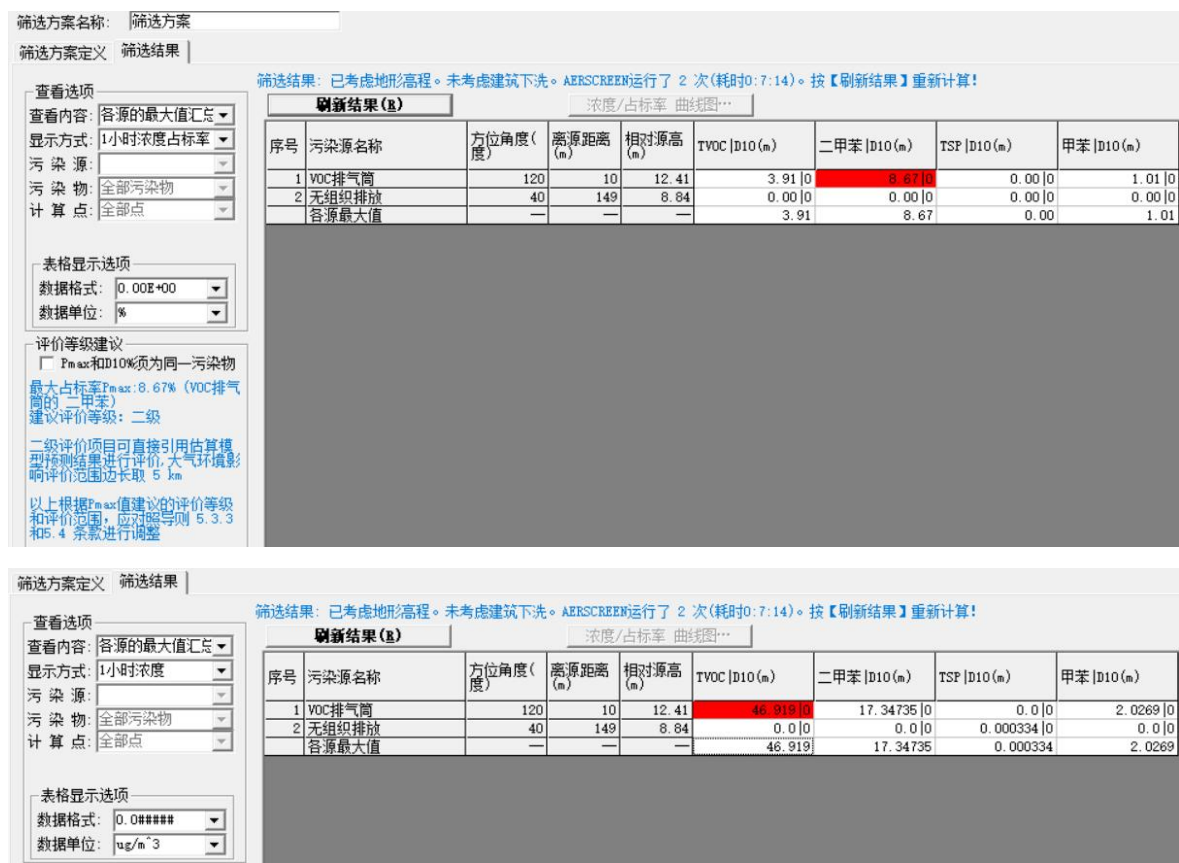 筛选方案名称: 筛选方案
筛选方案定义 筛选结果
筛选结果: 已考虑地形高程。未考虑建筑下洗。AERSCREEN运行了 2 次(耗时0:7:14)。按【刷新结果】重新计算!
查看选项
查看内容: 各源的最大值汇总
显示方式: 1小时浓度占标率
污 染 源:
污 染 物: 全部污染物
计 算 点: 全部点
表格显示选项
数据格式: 0.00E+00
数据单位: %
评价等级建议
Pmax和D10%须为同一污染物
最大占标率Pmax:8.67% (VOC排气
筒的 二甲苯)
建议评价等级: 二级
二级评价项目可直接引用估算模
型预测结果进行评价,大气环境影
响评价范围边长取 5 km
以上根据Pmax值建议的评价等级
和评价范围, 应对照导则 5.3.3
和5.4 条款进行调整
刷新结果(R) 浓度/占标率 曲线图…
序号 污染源名称 方位角度(度) 离源距离(m) 相对源高(m) TVOC|D10(m) 二甲苯|D10(m) TSP|D10(m) 甲苯|D10(m)
1 VOC排气筒 120 10 12.41 3.91|0 8.67|0 0.00|0 1.01|0
2 无组织排放 40 149 8.84 0.00|0 0.00|0 0.00|0 0.00|0
各源最大值 — — — 3.91 8.67 0.00 1.01
筛选方案定义 筛选结果
筛选结果: 已考虑地形高程。未考虑建筑下洗。AERSCREEN运行了 2 次(耗时0:7:14)。按【刷新结果】重新计算!
查看选项
查看内容: 各源的最大值汇总
显示方式: 1小时浓度
污 染 源:
污 染 物: 全部污染物
计 算 点: 全部点
表格显示选项
数据格式: 0.0#####
数据单位: ug/m^3
刷新结果(R) 浓度/占标率 曲线图…
序号 污染源名称 方位角度(度) 离源距离(m) 相对源高(m) TVOC|D10(m) 二甲苯|D10(m) TSP|D10(m) 甲苯|D10(m)
1 VOC排气筒 120 10 12.41 46.919|0 17.34735|0 0.0|0 2.0269|0
2 无组织排放 40 149 8.84 0.0|0 0.0|0 0.000334|0 0.0|0
各源最大值 — — — 46.919 17.34735 0.000334 2.0269